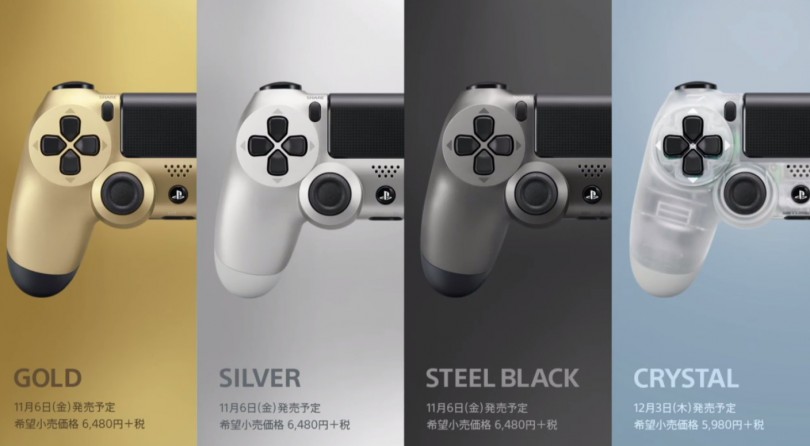 GOLD
11月6日(金)発売予定
希望小売価格 6,480円+税
SILVER
11月6日(金)発売予定
希望小売価格 6,480円+税
STEEL BLACK
11月6日(金)発売予定
希望小売価格 6,480円+税
CRYSTAL
12月3日(木)発売予定
希望小売価格 5,980円+税